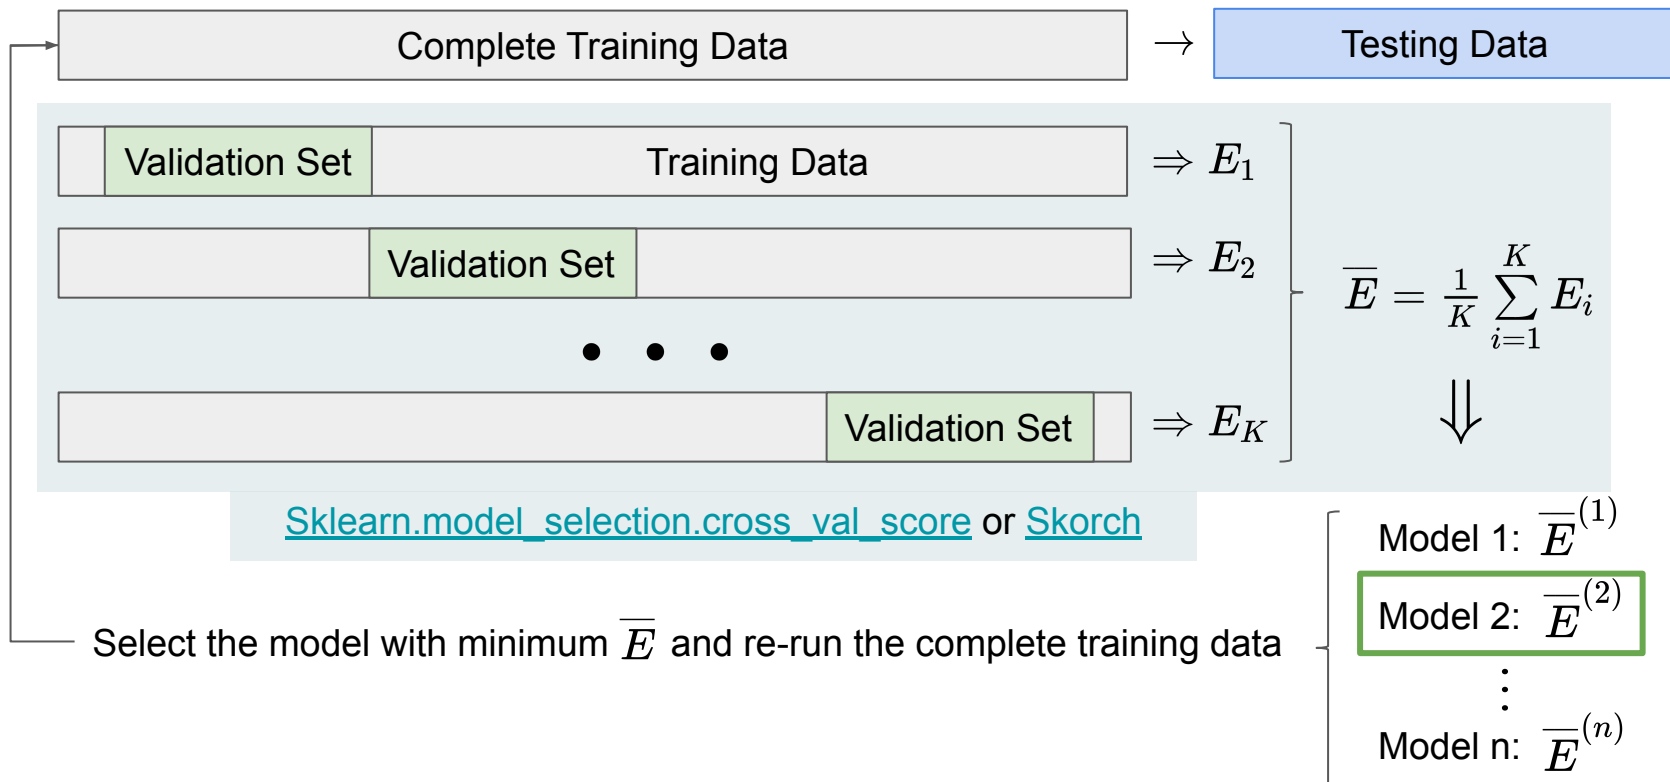 Complete Training Data → Testing Data
Validation Set Training Data ⇒ E₁
Validation Set ⇒ E₂
E̅ = 1/K ∑ᵢ₌₁ᴷ Eᵢ
• • •
Validation Set ⇒ E_K
⇓
Sklearn.model_selection.cross_val_score or Skorch
Model 1: E̅⁽¹⁾
Model 2: E̅⁽²⁾
Select the model with minimum E̅ and re-run the complete training data
⋮
Model n: E̅⁽ⁿ⁾